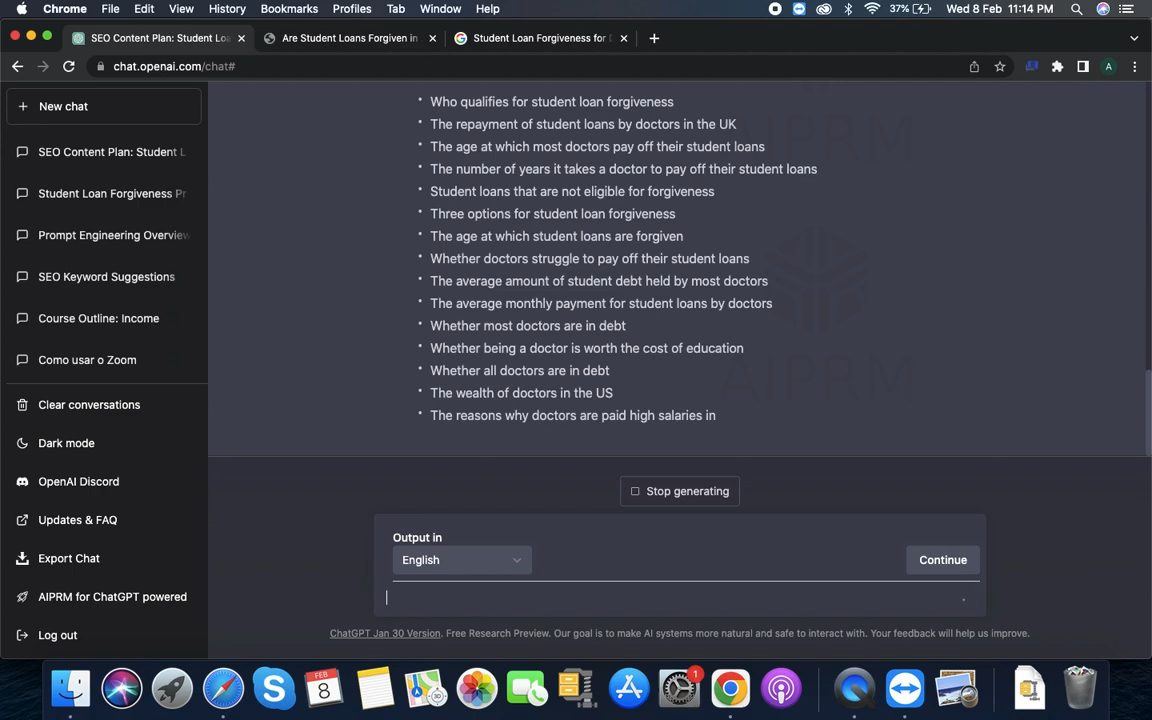 Chrome File Edit View History Bookmarks Profiles Tab Window Help 37% Wed 8 Feb 11:14 PM
SEO Content Plan: Student Loa Are Student Loans Forgiven in Student Loan Forgiveness for D
chat.openai.com/chat# A
New chat
SEO Content Plan: Student L
Student Loan Forgiveness Pr
Prompt Engineering Overview
SEO Keyword Suggestions
Course Outline: Income
Como usar o Zoom
Clear conversations
Dark mode
OpenAI Discord
Updates & FAQ
Export Chat
AIPRM for ChatGPT powered
Log out
• Who qualifies for student loan forgiveness
• The repayment of student loans by doctors in the UK
• The age at which most doctors pay off their student loans
• The number of years it takes a doctor to pay off their student loans
• Student loans that are not eligible for forgiveness
• Three options for student loan forgiveness
• The age at which student loans are forgiven
• Whether doctors struggle to pay off their student loans
• The average amount of student debt held by most doctors
• The average monthly payment for student loans by doctors
• Whether most doctors are in debt
• Whether being a doctor is worth the cost of education
• Whether all doctors are in debt
• The wealth of doctors in the US
• The reasons why doctors are paid high salaries in
AIPRM
AIPRM
Stop generating
Output in
English
Continue
ChatGPT Jan 30 Version. Free Research Preview. Our goal is to make AI systems more natural and safe to interact with. Your feedback will help us improve.
FEB
8
1